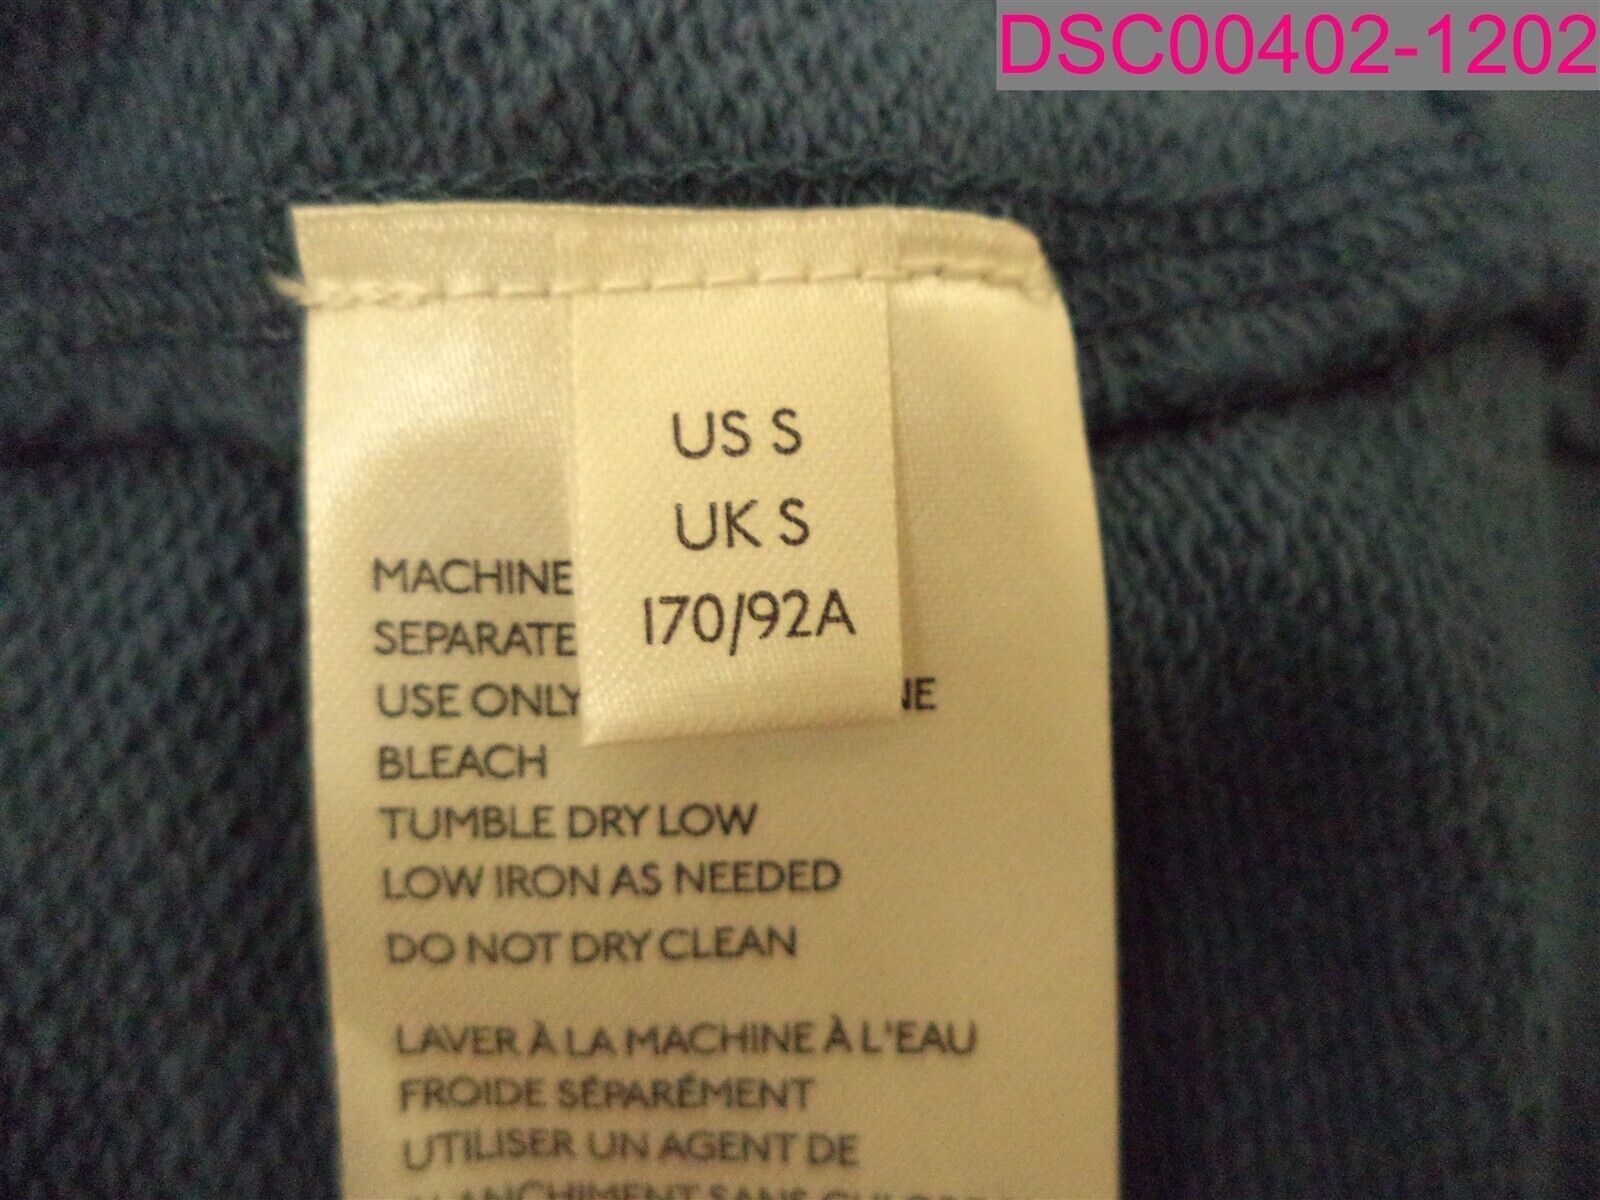 DSC00402-1202
US S
UK S
170/92A
MACHINE
SEPARATE
USE ONLY
BLEACH
TUMBLE DRY LOW
LOW IRON AS NEEDED
DO NOT DRY CLEAN
LAVER À LA MACHINE À L'EAU
FROIDE SÉPARÉMENT
UTILISER UN AGENT DE
SANS